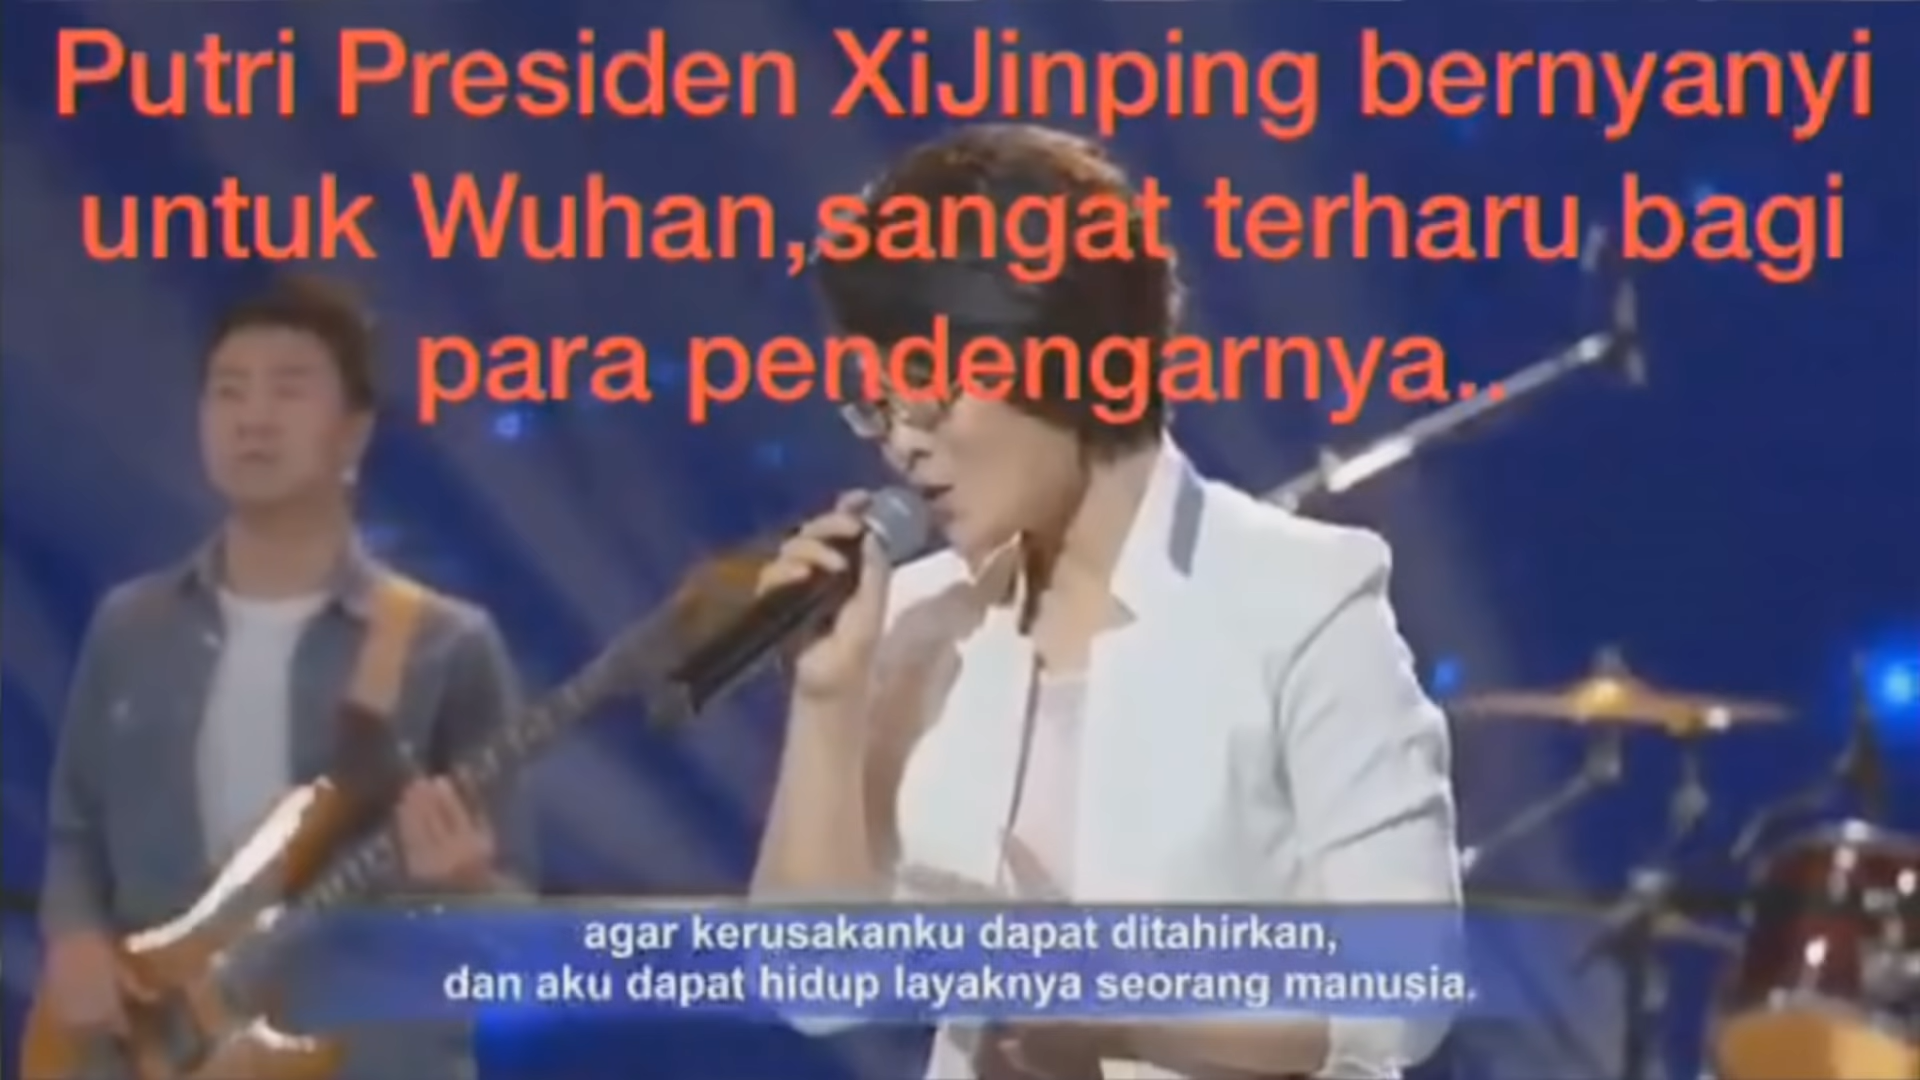 Putri Presiden XiJinping bernyanyi
untuk Wuhan,sangat terharu bagi
para pendengarnya..
agar kerusakanku dapat ditahirkan,
dan aku dapat hidup layaknya seorang manusia.